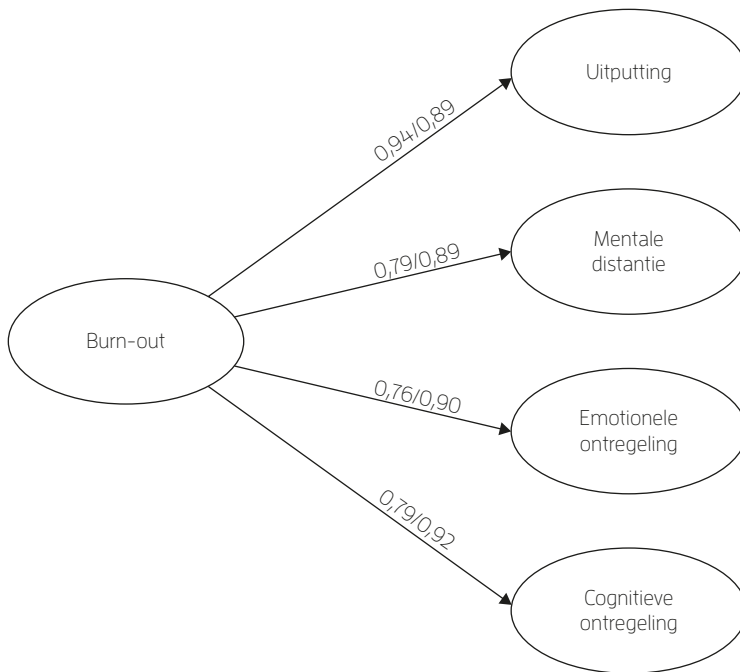 Uitputting
0,94/0,89
Mentale
distantie
0,79/0,89
Burn-out
0,76/0,90
Emotionele
ontregeling
0,79/0,92
Cognitieve
ontregeling